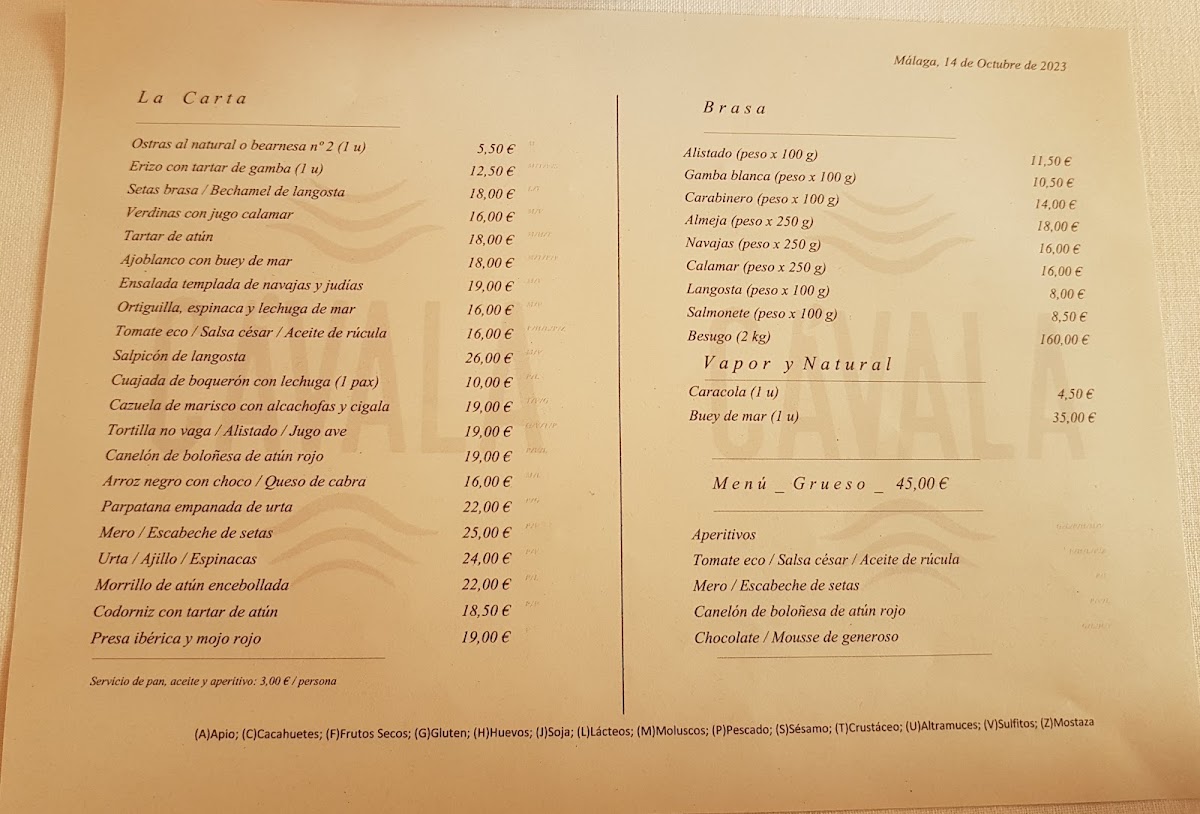 Málaga, 14 de Octubre de 2023
La Carta
Ostras al natural o bearnesa nº 2 (1 u) 5,50 €
Erizo con tartar de gamba (1 u) 12,50 €
Setas brasa / Bechamel de langosta 18,00 €
Verdinas con jugo calamar 16,00 €
Tartar de atún 18,00 €
Ajoblanco con buey de mar 18,00 €
Ensalada templada de navajas y judías 19,00 €
Ortiguilla, espinaca y lechuga de mar 16,00 €
Tomate eco / Salsa césar / Aceite de rúcula 16,00 €
Salpicón de langosta 26,00 €
Cuajada de boquerón con lechuga (1 pax) 10,00 €
Cazuela de marisco con alcachofas y cigala 19,00 €
Tortilla no vaga / Alistado / Jugo ave 19,00 €
Canelón de boloñesa de atún rojo 19,00 €
Arroz negro con choco / Queso de cabra 16,00 €
Parpatana empanada de urta 22,00 €
Mero / Escabeche de setas 25,00 €
Urta / Ajillo / Espinacas 24,00 €
Morrillo de atún encebollada 22,00 €
Codorniz con tartar de atún 18,50 €
Presa ibérica y mojo rojo 19,00 €
Servicio de pan, aceite y aperitivo: 3,00 € / persona
CAVALA
Brasa
Alistado (peso x 100 g) 11,50 €
Gamba blanca (peso x 100 g) 10,50 €
Carabinero (peso x 100 g) 14,00 €
Almeja (peso x 250 g) 18,00 €
Navajas (peso x 250 g) 16,00 €
Calamar (peso x 250 g) 16,00 €
Langosta (peso x 100 g) 8,00 €
Salmonete (peso x 100 g) 8,50 €
Besugo (2 kg) 160,00 €
Vapor y Natural
Caracola (1 u) 4,50 €
Buey de mar (1 u) 35,00 €
CAVALA
Menú _ Grueso _ 45,00 €
Aperitivos
Tomate eco / Salsa césar / Aceite de rúcula
Mero / Escabeche de setas
Canelón de boloñesa de atún rojo
Chocolate / Mousse de generoso
(A)Apio; (C)Cacahuetes; (F)Frutos Secos; (G)Gluten; (H)Huevos; (J)Soja; (L)Lácteos; (M)Moluscos; (P)Pescado; (S)Sésamo; (T)Crustáceo; (U)Altramuces; (V)Sulfitos; (Z)Mostaza